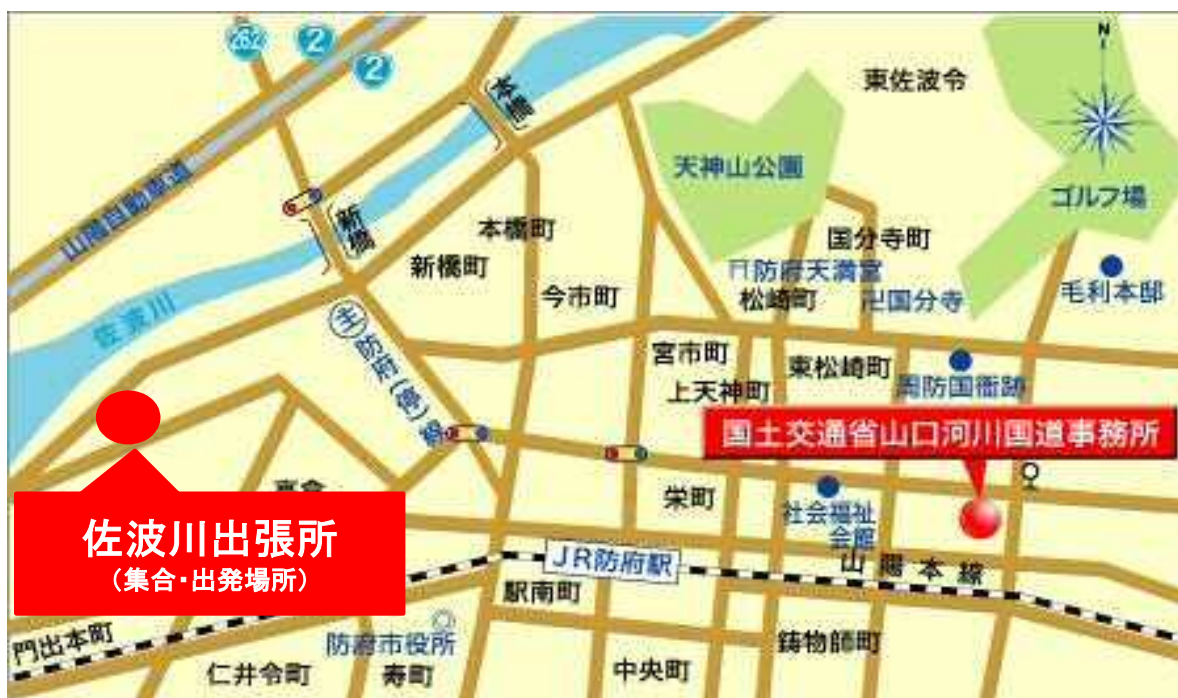 262
2
2
N
東佐波令
本橋
天神山公園
山陽自動車道
ゴルフ場
新橋
本橋町
国分寺町
新橋町
防府天満宮
卍国分寺
今市町
松崎町
毛利本邸
佐波川
主防府(停)線
宮市町
東松崎町
上天神町
周防国衙跡
国土交通省山口河川国道事務所
栄町
社会福祉
会館
佐波川出張所
(集合・出発場所)
JR防府駅
山陽本線
駅南町
門出本町
防府市役所
鋳物師町
仁井令町
寿町
中央町